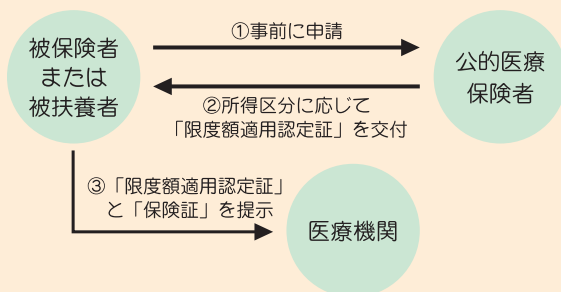 被保険者
または
被扶養者
①事前に申請
公的医療
保険者
②所得区分に応じて
「限度額適用認定証」を交付
③「限度額適用認定証」
と「保険証」を提示
医療機関